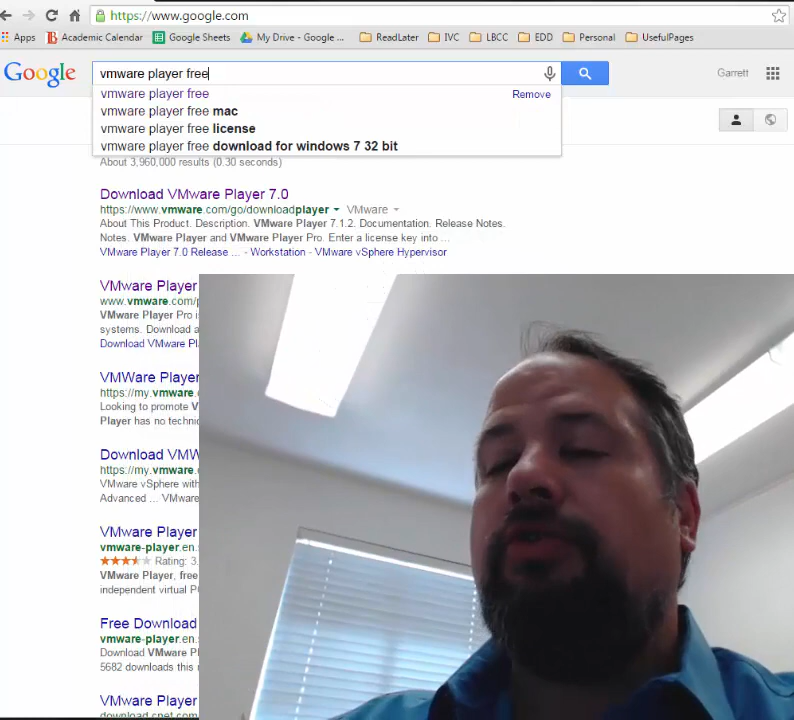 https://www.google.com
Apps Academic Calendar Google Sheets My Drive - Google ... ReadLater IVC LBCC EDD Personal UsefulPages
Google vmware player free Garrett
vmware player free Remove
vmware player free mac
vmware player free license
vmware player free download for windows 7 32 bit
About 3,960,000 results (0.30 seconds)
Download VMware Player 7.0
https://www.vmware.com/go/downloadplayer VMware
About This Product. Description. VMware Player 7.1.2. Documentation. Release Notes.
Notes. VMware Player and VMware Player Pro. Enter a license key into ...
VMware Player 7.0 Release ... - Workstation - VMware vSphere Hypervisor
VMware Player
www.vmware.com/p
VMware Player Pro is
systems. Download a
Download VMware Pl
VMWare Player
https://my.vmware.
Looking to promote V
Player has no techni
Download VMW
https://my.vmware.
VMware vSphere with
Advanced ... VMware
VMware Player
vmware-player.en.
Rating: 3.
VMware Player, free
independent virtual P
Free Download
vmware-player.en.
Download VMware P
5682 downloads this
VMware Player
download.cnet.com